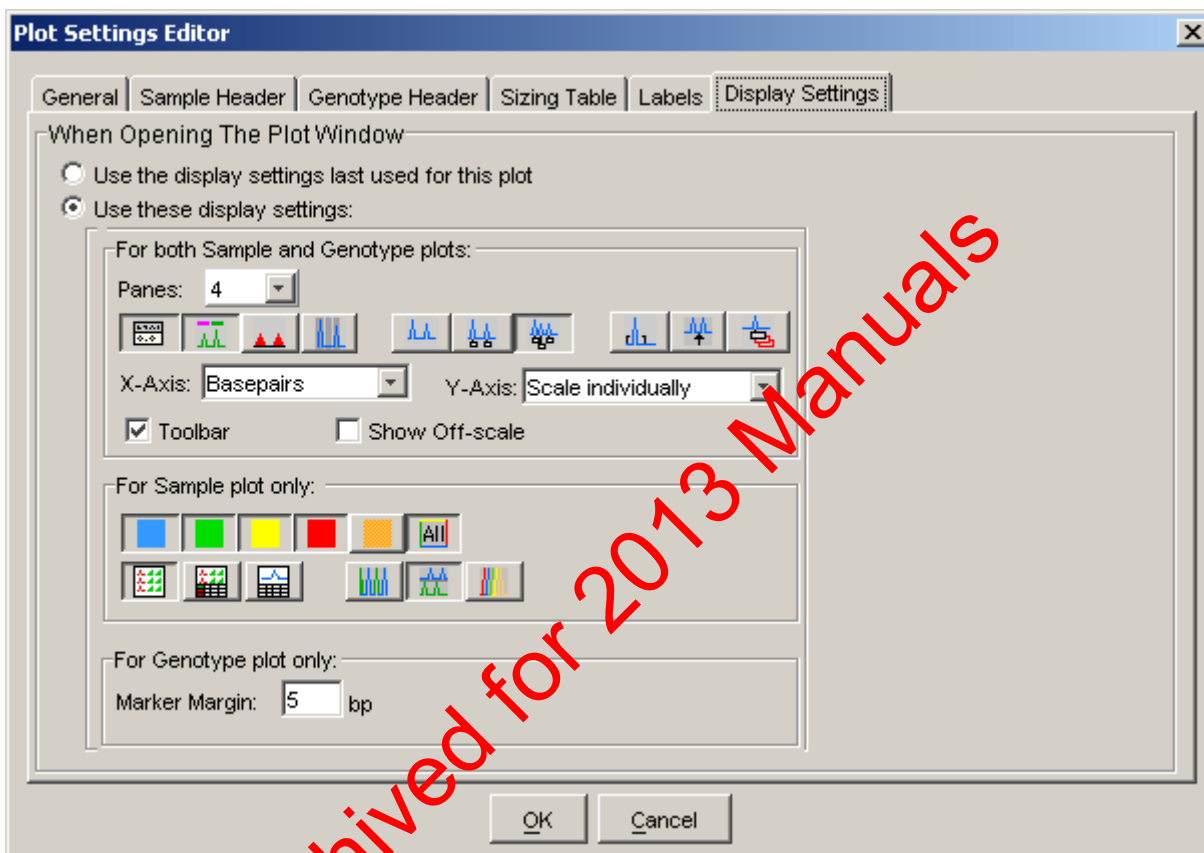 Plot Settings Editor
General Sample Header Genotype Header Sizing Table Labels Display Settings
When Opening The Plot Window
Use the display settings last used for this plot
Use these display settings:
For both Sample and Genotype plots:
Panes: 4
X-Axis: Basepairs Y-Axis: Scale individually
Toolbar Show Off-scale
For Sample plot only:
All
For Genotype plot only:
Marker Margin: 5 bp
OK Cancel
hived for 2013 Manuals